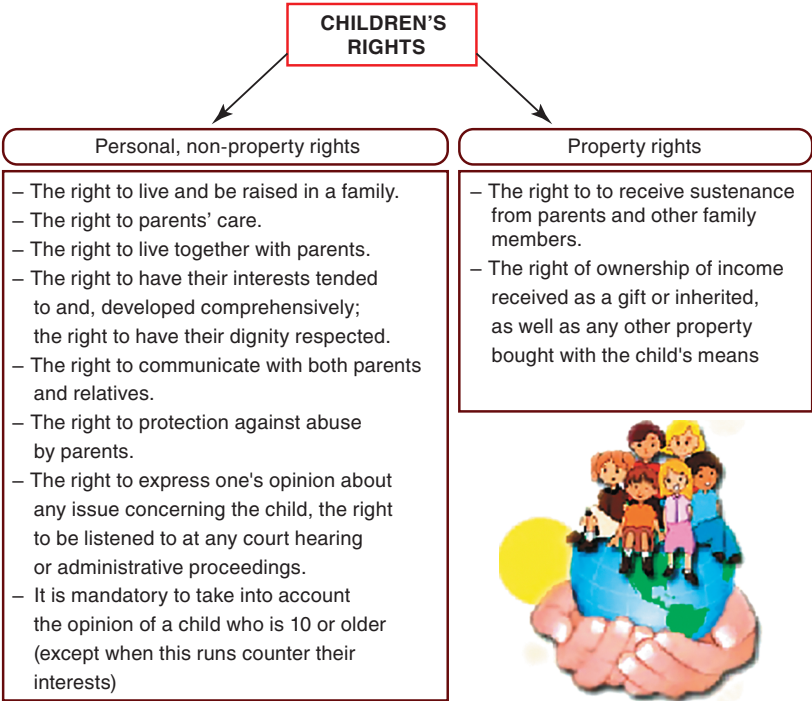 CHILDREN'S
RIGHTS
Personal, non-property rights
– The right to live and be raised in a family.
– The right to parents' care.
– The right to live together with parents.
– The right to have their interests tended
to and, developed comprehensively;
the right to have their dignity respected.
– The right to communicate with both parents
and relatives.
– The right to protection against abuse
by parents.
– The right to express one's opinion about
any issue concerning the child, the right
to be listened to at any court hearing
or administrative proceedings.
– It is mandatory to take into account
the opinion of a child who is 10 or older
(except when this runs counter their
interests)
Property rights
– The right to to receive sustenance
from parents and other family
members.
– The right of ownership of income
received as a gift or inherited,
as well as any other property
bought with the child's means